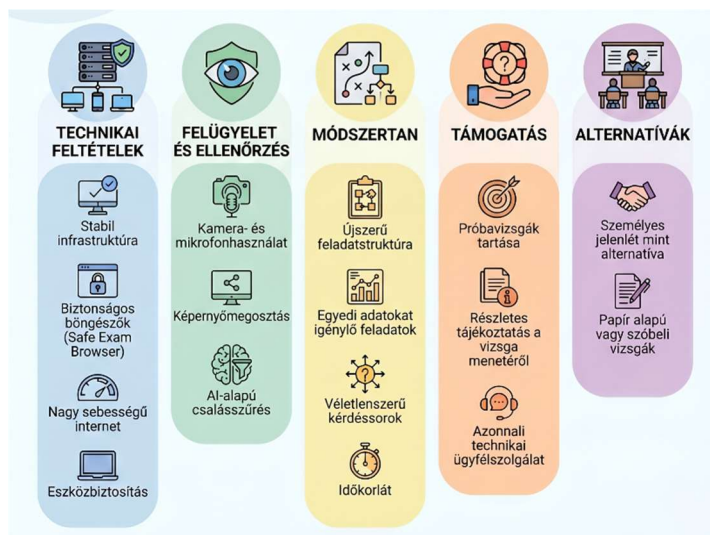 TECHNIKAI
FELTÉTELEK
Stabil
infrastruktúra
Biztonságos
böngészők
(Safe Exam
Browser)
Nagy sebességű
internet
Eszközbiztosítás
FELÜGYELET
ÉS ELLENŐRZÉS
Kamera- és
mikrofonhasználat
Képernyőmegosztás
AI-alapú
csalásszűrés
MÓDSZERTAN
Újszerű
feladatstruktúra
Egyedi adatokat
igénylő feladatok
Véletlenszerű
kérdéssorok
Időkorlát
TÁMOGATÁS
Próbavizsgák
tartása
Részletes
tájékoztatás a
vizsga
menetéről
Azonnali
technikai
ügyfélszolgálat
ALTERNATÍVÁK
Személyes
jelenlét mint
alternatíva
Papír alapú
vagy szóbeli
vizsgák